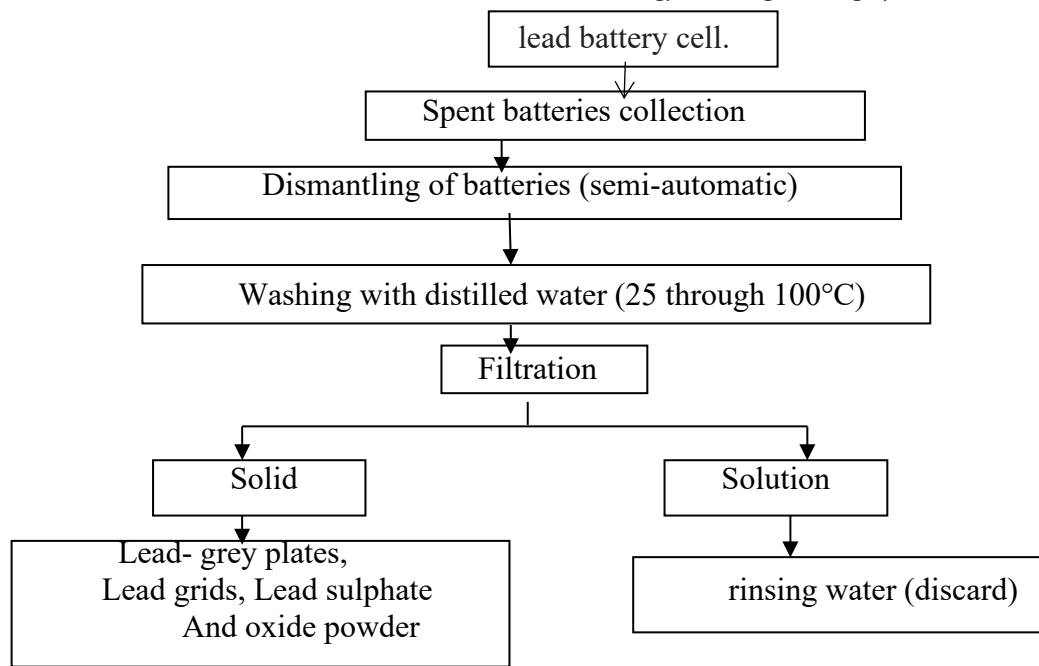 lead battery cell.
Spent batteries collection
Dismantling of batteries (semi-automatic)
Washing with distilled water (25 through 100°C)
Filtration
Solid
Solution
Lead- grey plates,
Lead grids, Lead sulphate
And oxide powder
rinsing water (discard)